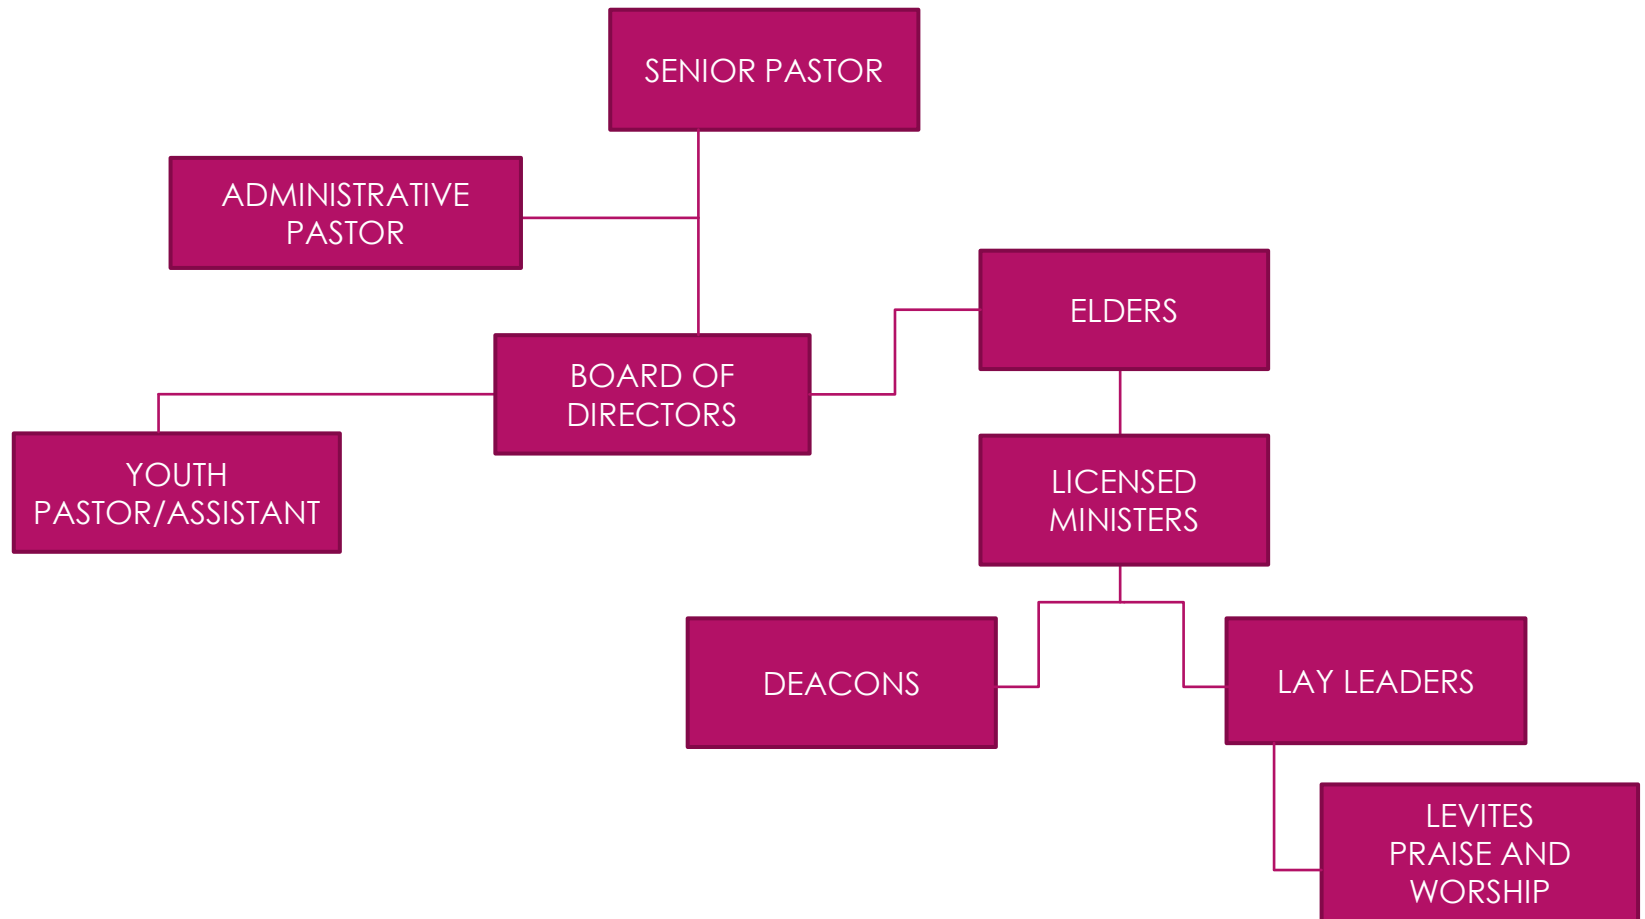 SENIOR PASTOR
ADMINISTRATIVE
PASTOR
ELDERS
BOARD OF
DIRECTORS
YOUTH
PASTOR/ASSISTANT
LICENSED
MINISTERS
DEACONS
LAY LEADERS
LEVITES
PRAISE AND
WORSHIP